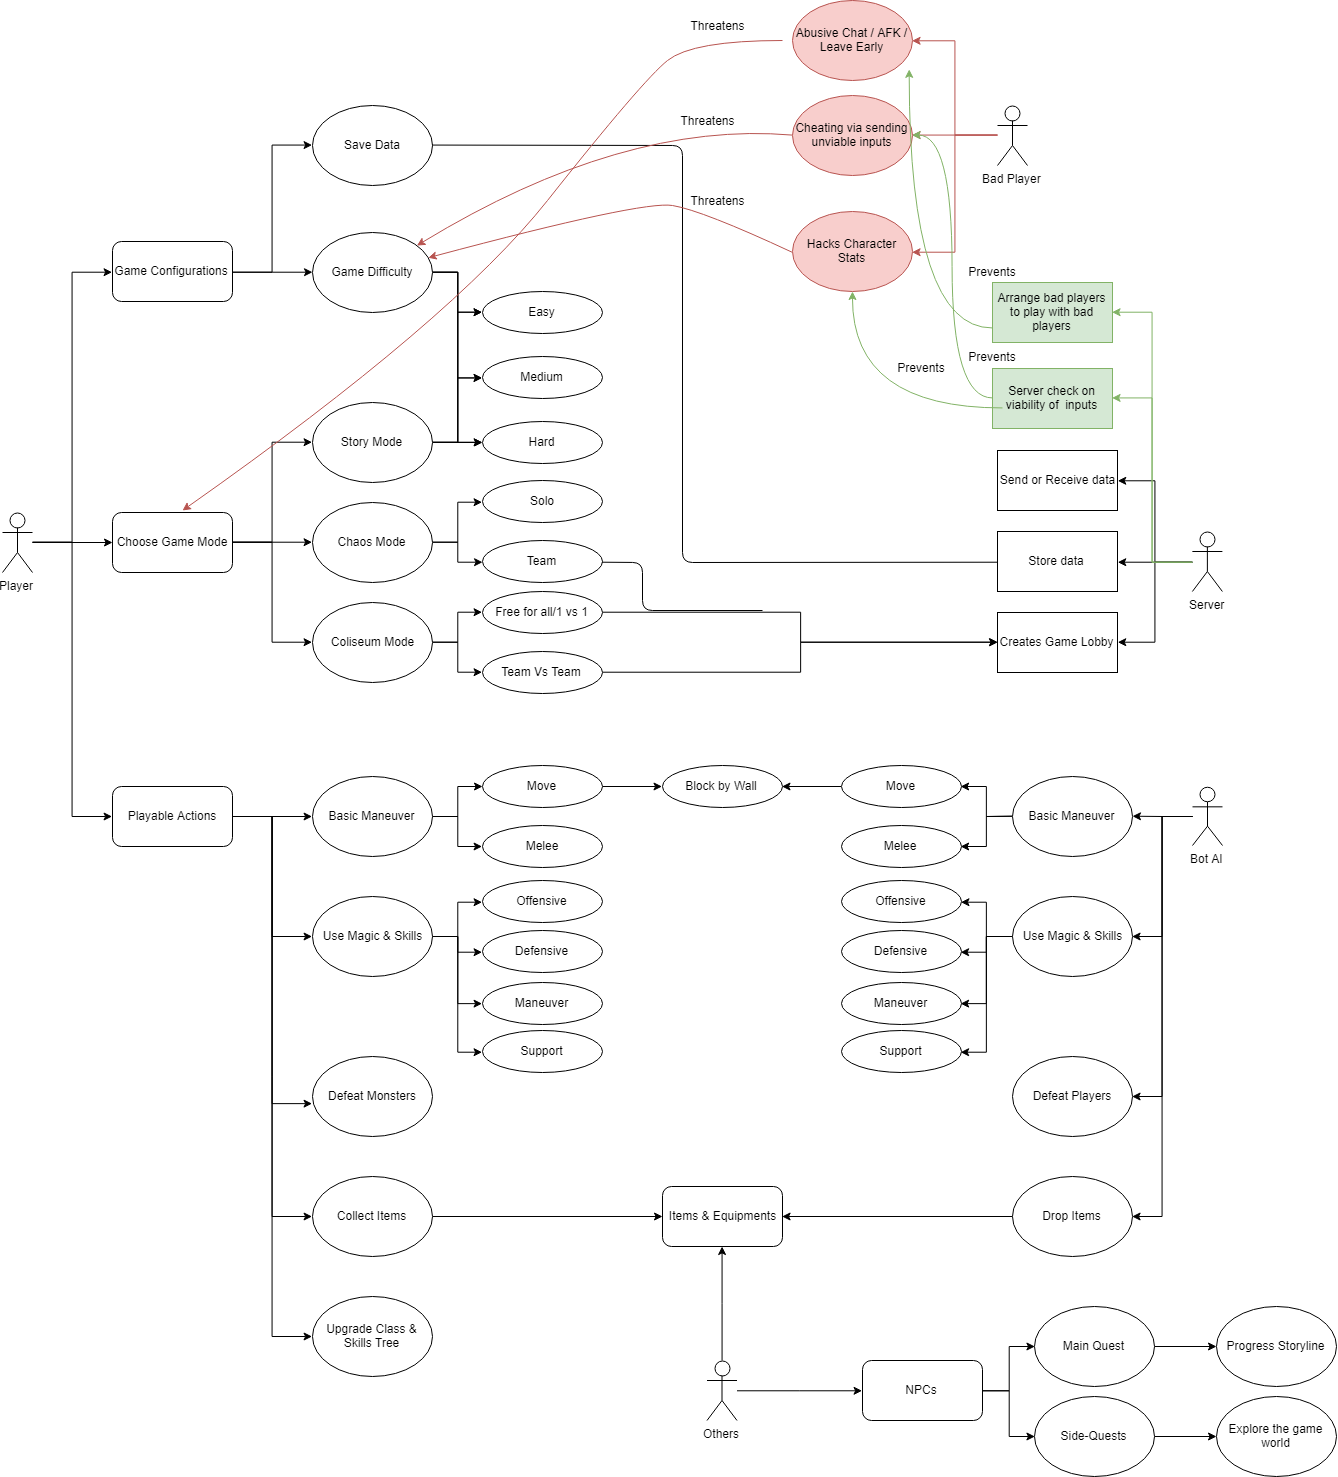 Threatens
Abusive Chat / AFK /
Leave Early
Threatens
Cheating via sending
unviable inputs
Bad Player
Save Data
Threatens
Hacks Character
Stats
Game Configurations
Game Difficulty
Prevents
Arrange bad players
to play with bad
players
Easy
Prevents
Prevents
Medium
Server check on
viability of  inputs
Story Mode
Hard
Send or Receive data
Solo
Player
Choose Game Mode
Chaos Mode
Team
Store data
Server
Free for all/1 vs 1
Coliseum Mode
Creates Game Lobby
Team Vs Team
Move
Block by Wall
Move
Playable Actions
Basic Maneuver
Basic Maneuver
Melee
Melee
Bot AI
Offensive
Offensive
Use Magic & Skills
Use Magic & Skills
Defensive
Defensive
Maneuver
Maneuver
Support
Support
Defeat Monsters
Defeat Players
Collect Items
Items & Equipments
Drop Items
Upgrade Class &
Skills Tree
Main Quest
Progress Storyline
NPCs
Others
Side-Quests
Explore the game
world